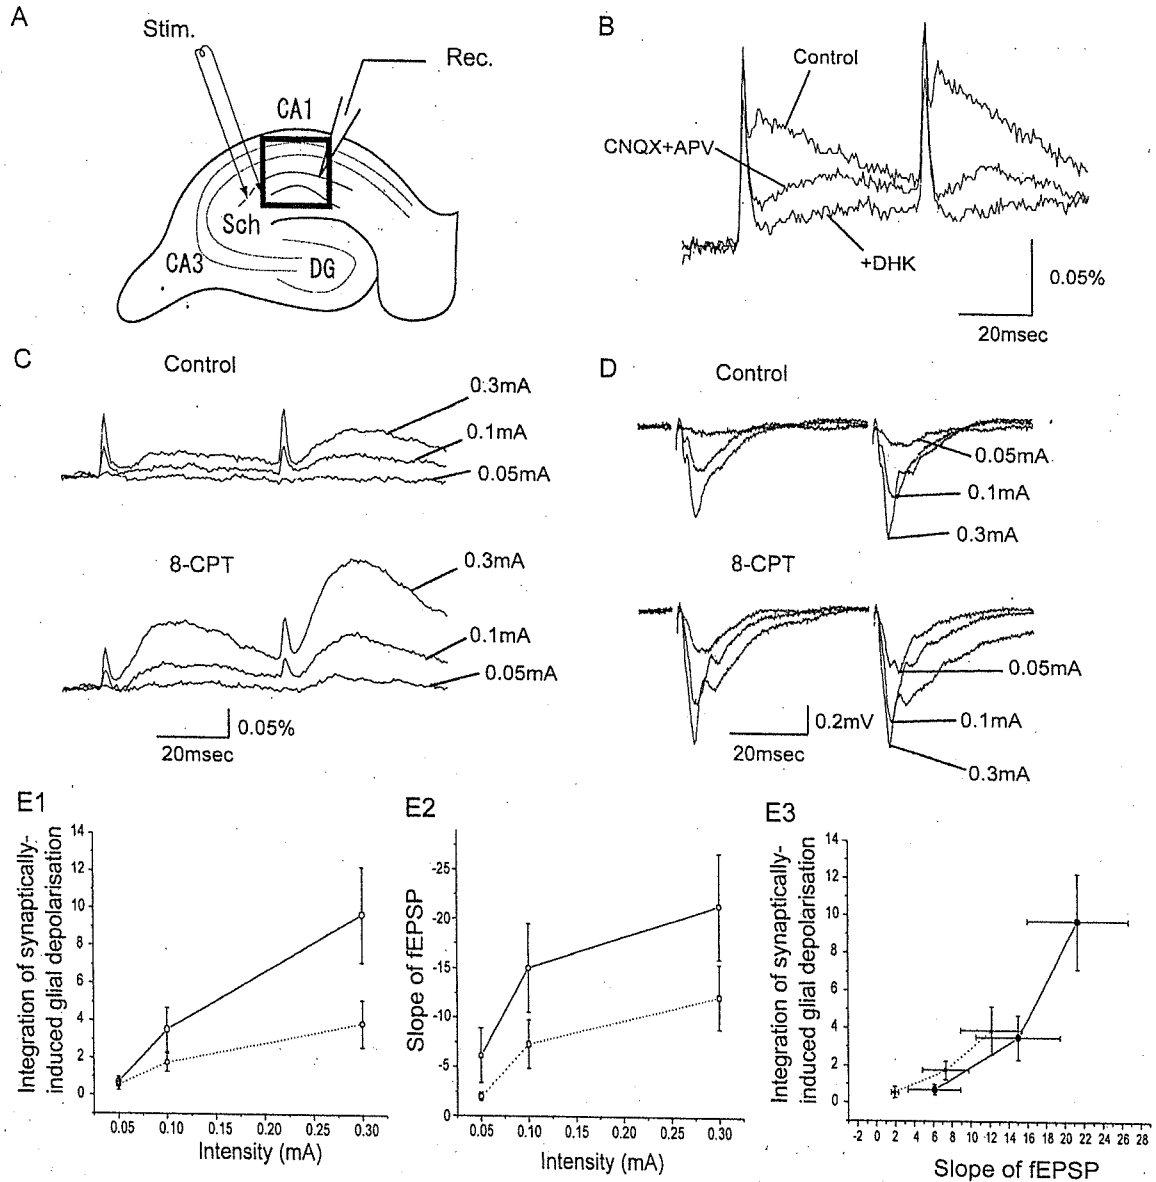 A
Stim.
Rec.
CA1
Sch
CA3
DG
B
Control
CNQX+APV
+DHK
0.05%
20msec
C
Control
0.3mA
0.1mA
0.05mA
8-CPT
0.3mA
0.1mA
0.05mA
0.05%
20msec
D
Control
0.05mA
0.1mA
0.3mA
8-CPT
0.05mA
0.1mA
0.3mA
0.2mV
20msec
E1
Integration of synaptically-
induced glial depolarisation
14
12
10
8
6
4
2
0
0.05 0.10 0.15 0.20 0.25 0.30
Intensity (mA)
E2
Slope of fEPSP
-25
-20
-15
-10
-5
0
0.05 0.10 0.15 0.20 0.25 0.30
Intensity (mA)
E3
Integration of synaptically-
induced glial depolarisation
14
12
10
8
6
4
2
0
-2 0 2 4 6 8 10 12 14 16 18 20 22 24 26 28
Slope of fEPSP